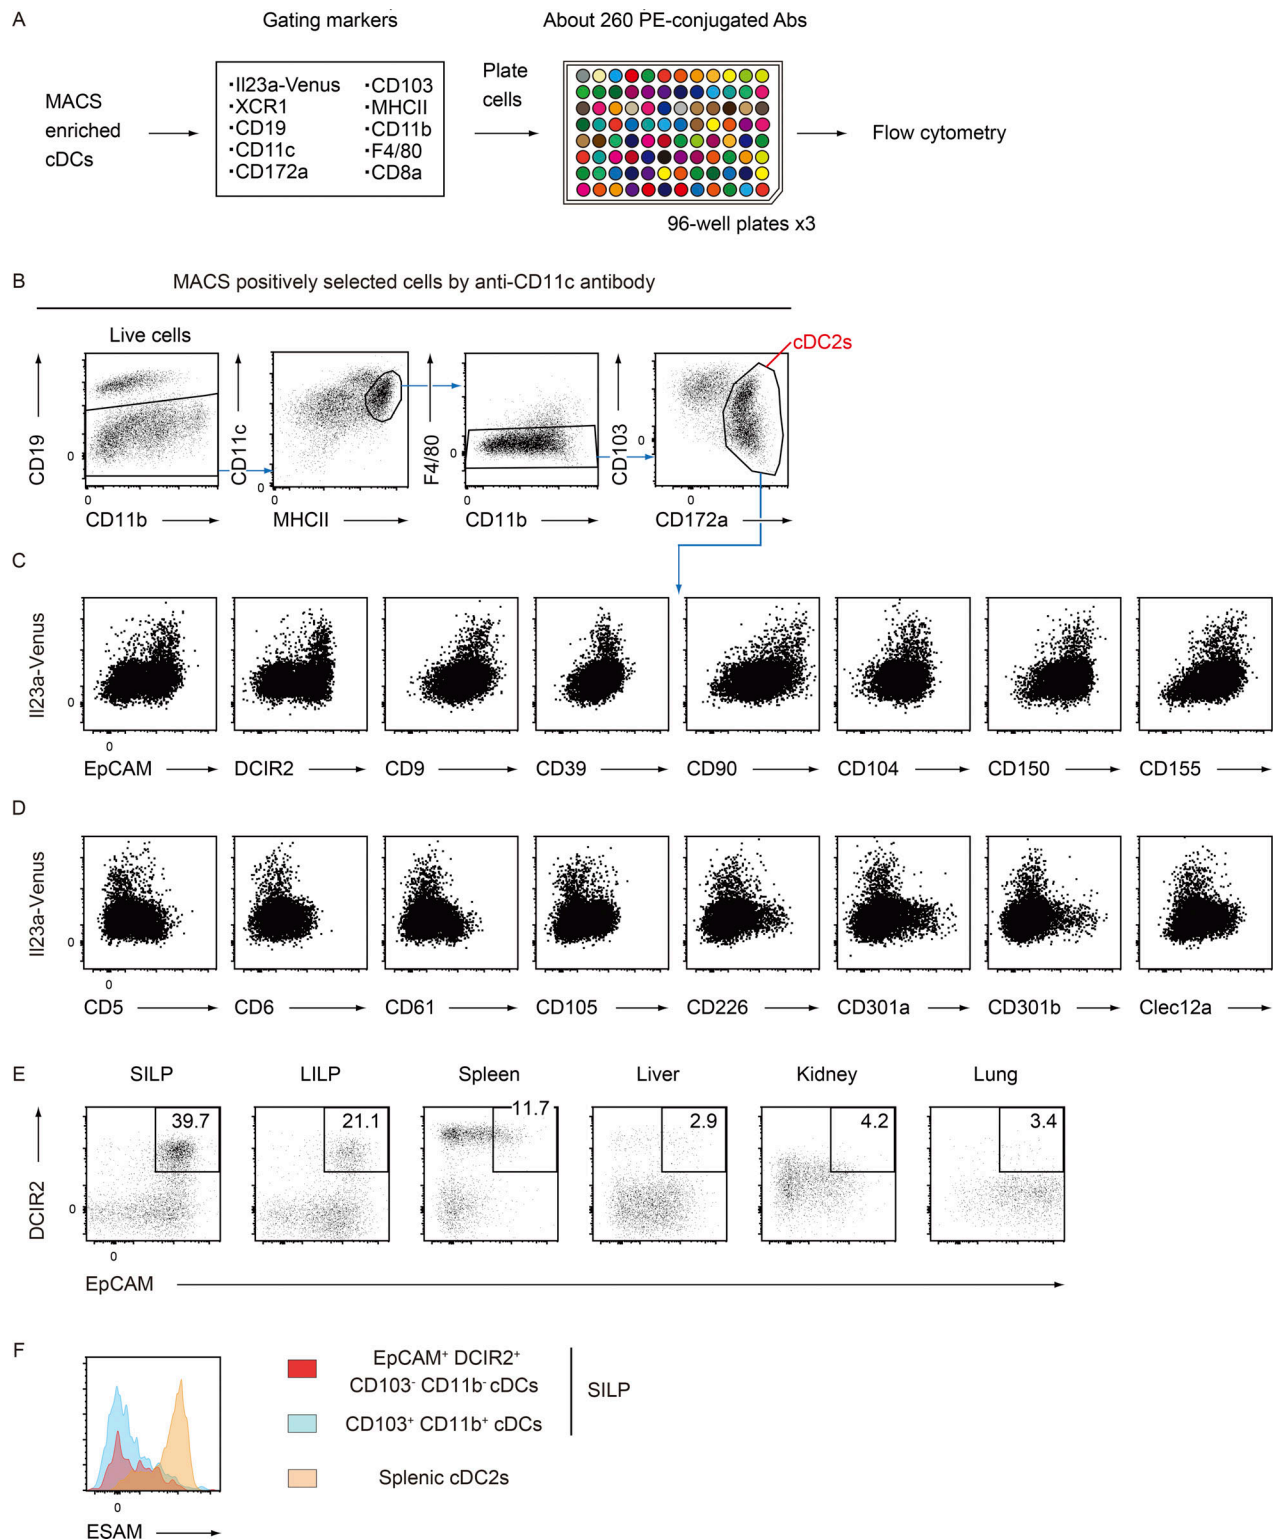 A
Gating markers
About 260 PE-conjugated Abs
MACS
enriched
cDCs
·Il23a-Venus
·XCR1
·CD19
·CD11c
·CD172a
·CD103
·MHCII
·CD11b
·F4/80
·CD8a
Plate
cells
Flow cytometry
96-well plates x3
B
MACS positively selected cells by anti-CD11c antibody
Live cells
cDC2s
CD19
0
0
CD11b
CD11c
0
0
MHCII
F4/80
0
0
CD11b
CD103
0
0
CD172a
C
Il23a-Venus
0
0
EpCAM
DCIR2
CD9
CD39
CD90
CD104
CD150
CD155
D
Il23a-Venus
0
0
CD5
CD6
CD61
CD105
CD226
CD301a
CD301b
Clec12a
E
SILP
LILP
Spleen
Liver
Kidney
Lung
39.7
21.1
11.7
2.9
4.2
3.4
DCIR2
0
0
EpCAM
F
EpCAM⁺ DCIR2⁺
CD103⁻ CD11b⁻ cDCs
CD103⁺ CD11b⁺ cDCs
SILP
Splenic cDC2s
0
ESAM